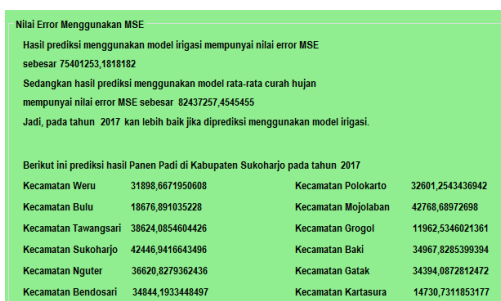 Nilai Error Menggunakan MSE
Hasil prediksi menggunakan model irigasi mempunyai nilai error MSE
sebesar 75401253,1818182
Sedangkan hasil prediksi menggunakan model rata-rata curah hujan
mempunyai nilai error MSE sebesar 82437257,4545455
Jadi, pada tahun 2017 kan lebih baik jika diprediksi menggunakan model irigasi.
Berikut ini prediksi hasil Panen Padi di Kabupaten Sukoharjo pada tahun 2017
Kecamatan Weru 31898,6671950608 Kecamatan Polokarto 32601,2543436942
Kecamatan Bulu 18676,891035228 Kecamatan Mojolaban 42768,68972698
Kecamatan Tawangsari 38624,0854604426 Kecamatan Grogol 11962,5346021361
Kecamatan Sukoharjo 42446,9416643496 Kecamatan Baki 34967,8285399394
Kecamatan Nguter 36620,8279362436 Kecamatan Gatak 34394,0872812472
Kecamatan Bendosari 34844,1933448497 Kecamatan Kartasura 14730,7311853177